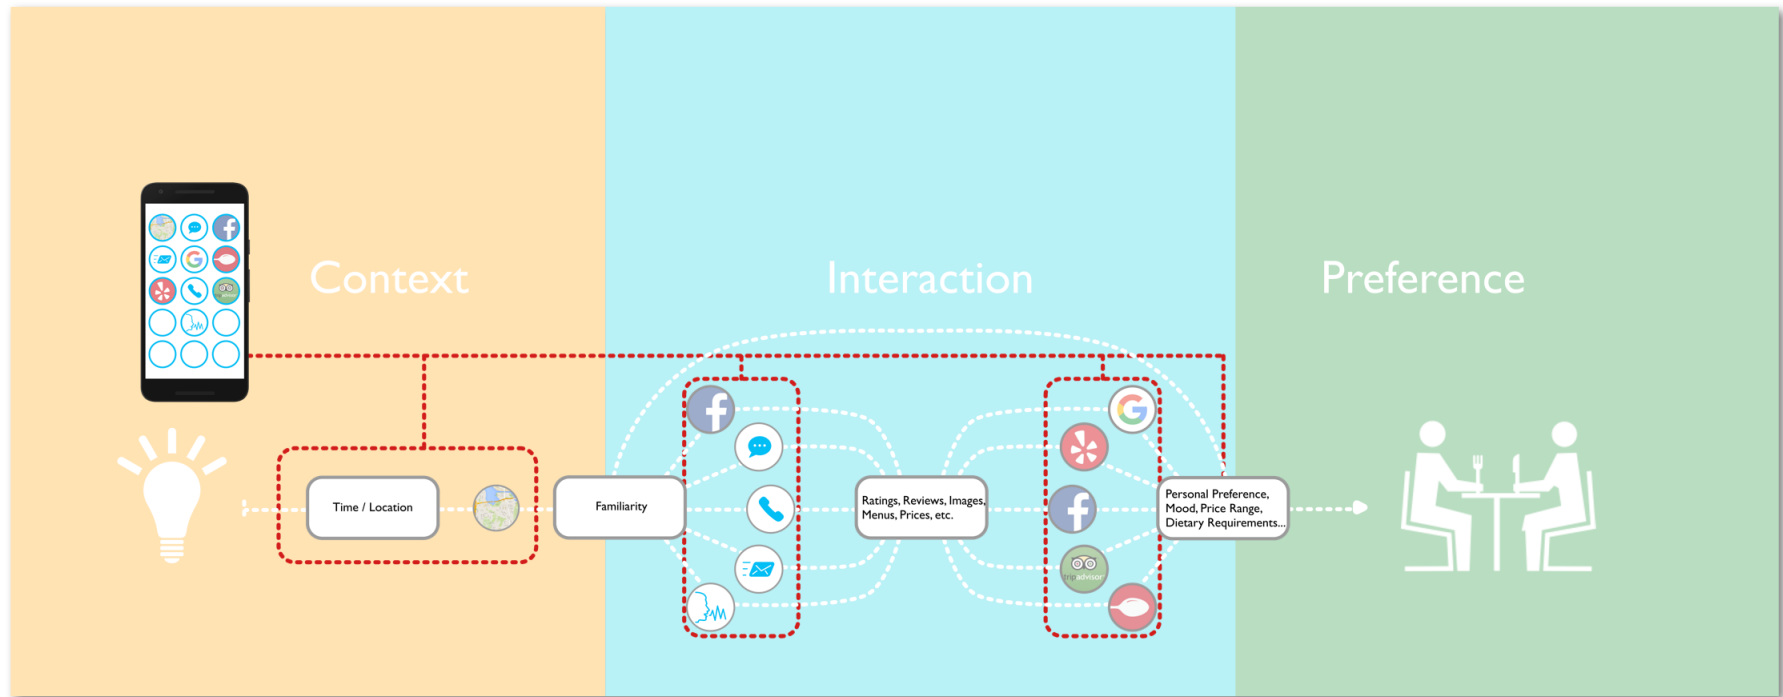 Context
Interaction
Preference
Time / Location
Familiarity
Ratings, Reviews, Images,
Menus, Prices, etc.
Personal Preference,
Mood, Price Range,
Dietary Requirements...
f
G
f
G
f
tripadvisor